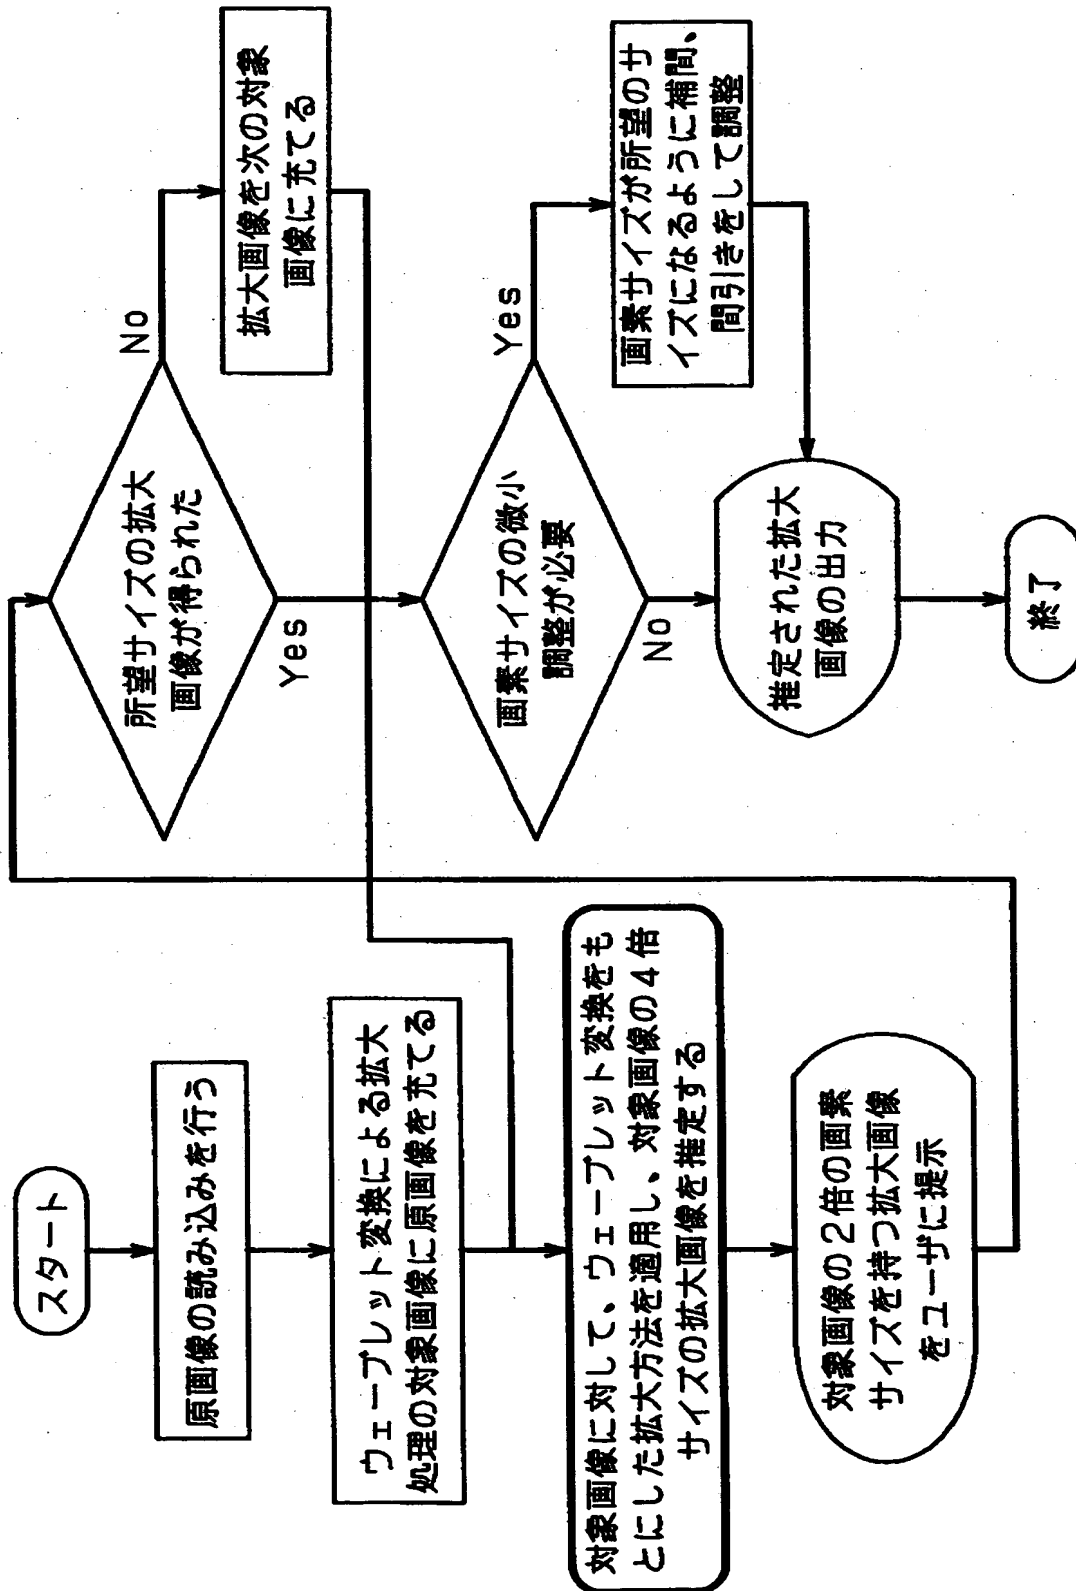 スタート
原画像の読み込みを行う
ウェーブレット変換による拡大
処理の対象画像に原画像を充てる
対象画像に対して、ウェーブレット変換をも
とにした拡大方法を適用し、対象画像の4倍
サイズの拡大画像を推定する
対象画像の2倍の画素
サイズを持つ拡大画像
をユーザに提示
所望サイズの拡大
画像が得られた
No
拡大画像を次の対象
画像に充てる
Yes
画素サイズの微小
調整が必要
Yes
画素サイズが所望のサ
イズになるように補間、
間引きをして調整
No
推定された拡大
画像の出力
終了